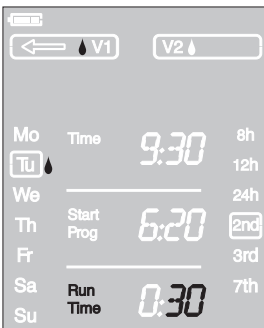 V1 V2
Mo Time 9:30 8h
Tu 12h
We 24h
Th Start Prog 6:20 2nd
Fr 3rd
Sa Run Time 0:30 7th
Su